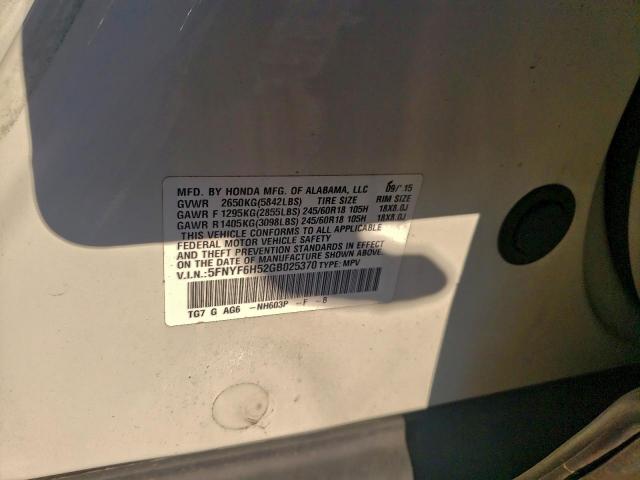 MFD. BY HONDA MFG. OF ALABAMA, LLC 09/'15
GVWR 2650KG(5842LBS) TIRE SIZE RIM SIZE
GAWR F 1295KG(2855LBS) 245/60R18 105H 18X8.0J
GAWR R1405KG(3098LBS) 245/60R18 105H 18X8.0J
THIS VEHICLE CONFORMS TO ALL APPLICABLE
FEDERAL MOTOR VEHICLE SAFETY
AND THEFT PREVENTION STANDARDS IN EFFECT
ON THE DATE OF MANUFACTURE SHOWN ABOVE.
V.I.N.: 5FNYF6H52GB025370 TYPE: MPV
TG7 G AG6 -NH603P -F -8